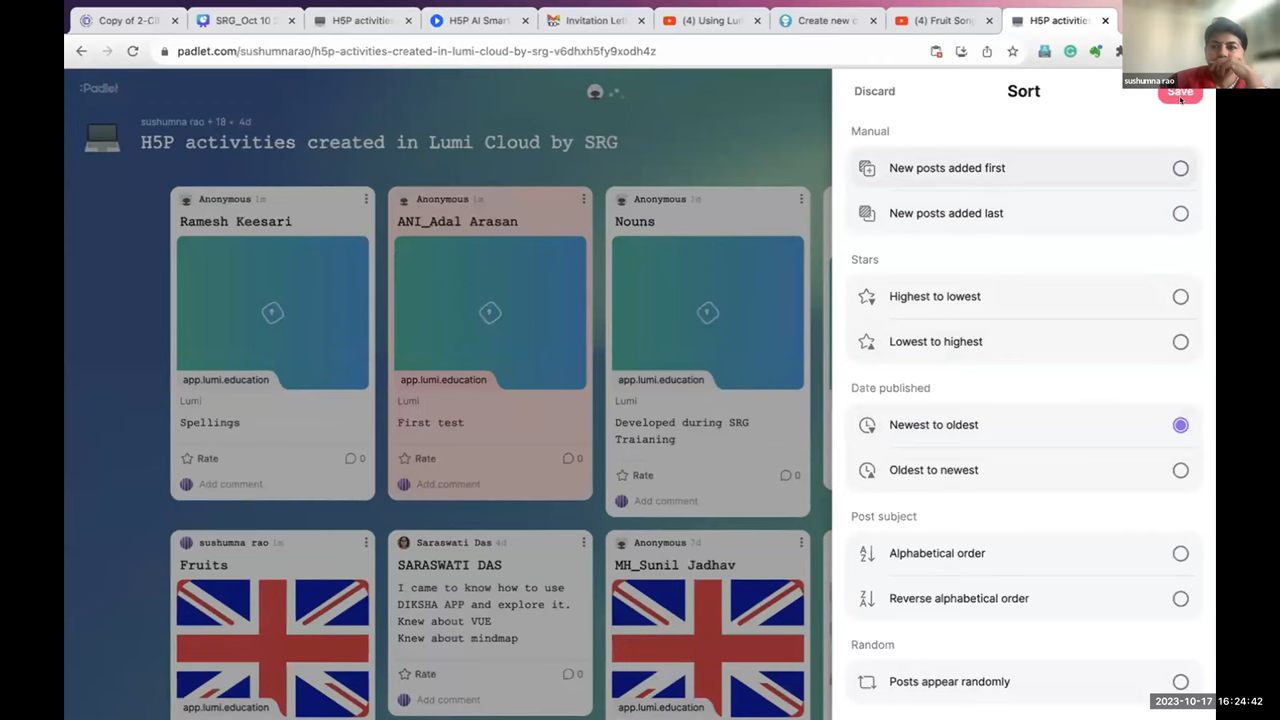 Copy of 2-Cli
SRG_Oct 10
H5P activities
H5P AI Smart
Invitation Let
(4) Using Lu
Create new c
(4) Fruit Song
H5P activitie
padlet.com/sushumnarao/h5p-activities-created-in-lumi-cloud-by-srg-v6dhxh5fy9xodh4z
sushumna rao
:Padlet
sushumna rao + 18 • 4d
H5P activities created in Lumi Cloud by SRG
Anonymous 1m
Ramesh Keesari
app.lumi.education
Lumi
Spellings
Rate
0
Add comment
Anonymous 1m
ANI_Adal Arasan
app.lumi.education
Lumi
First test
Rate
0
Add comment
Anonymous 1m
Nouns
app.lumi.education
Lumi
Developed during SRG
Traianing
Rate
0
Add comment
sushumna rao 1m
Fruits
app.lumi.education
Saraswati Das 4d
SARASWATI DAS
I came to know how to use
DIKSHA APP and explore it.
Knew about VUE
Knew about mindmap
Rate
0
Add comment
Anonymous 7d
MH_Sunil Jadhav
app.lumi.education
Discard
Sort
Save
Manual
New posts added first
New posts added last
Stars
Highest to lowest
Lowest to highest
Date published
Newest to oldest
Oldest to newest
Post subject
Alphabetical order
Reverse alphabetical order
Random
Posts appear randomly
2023-10-17 16:24:42